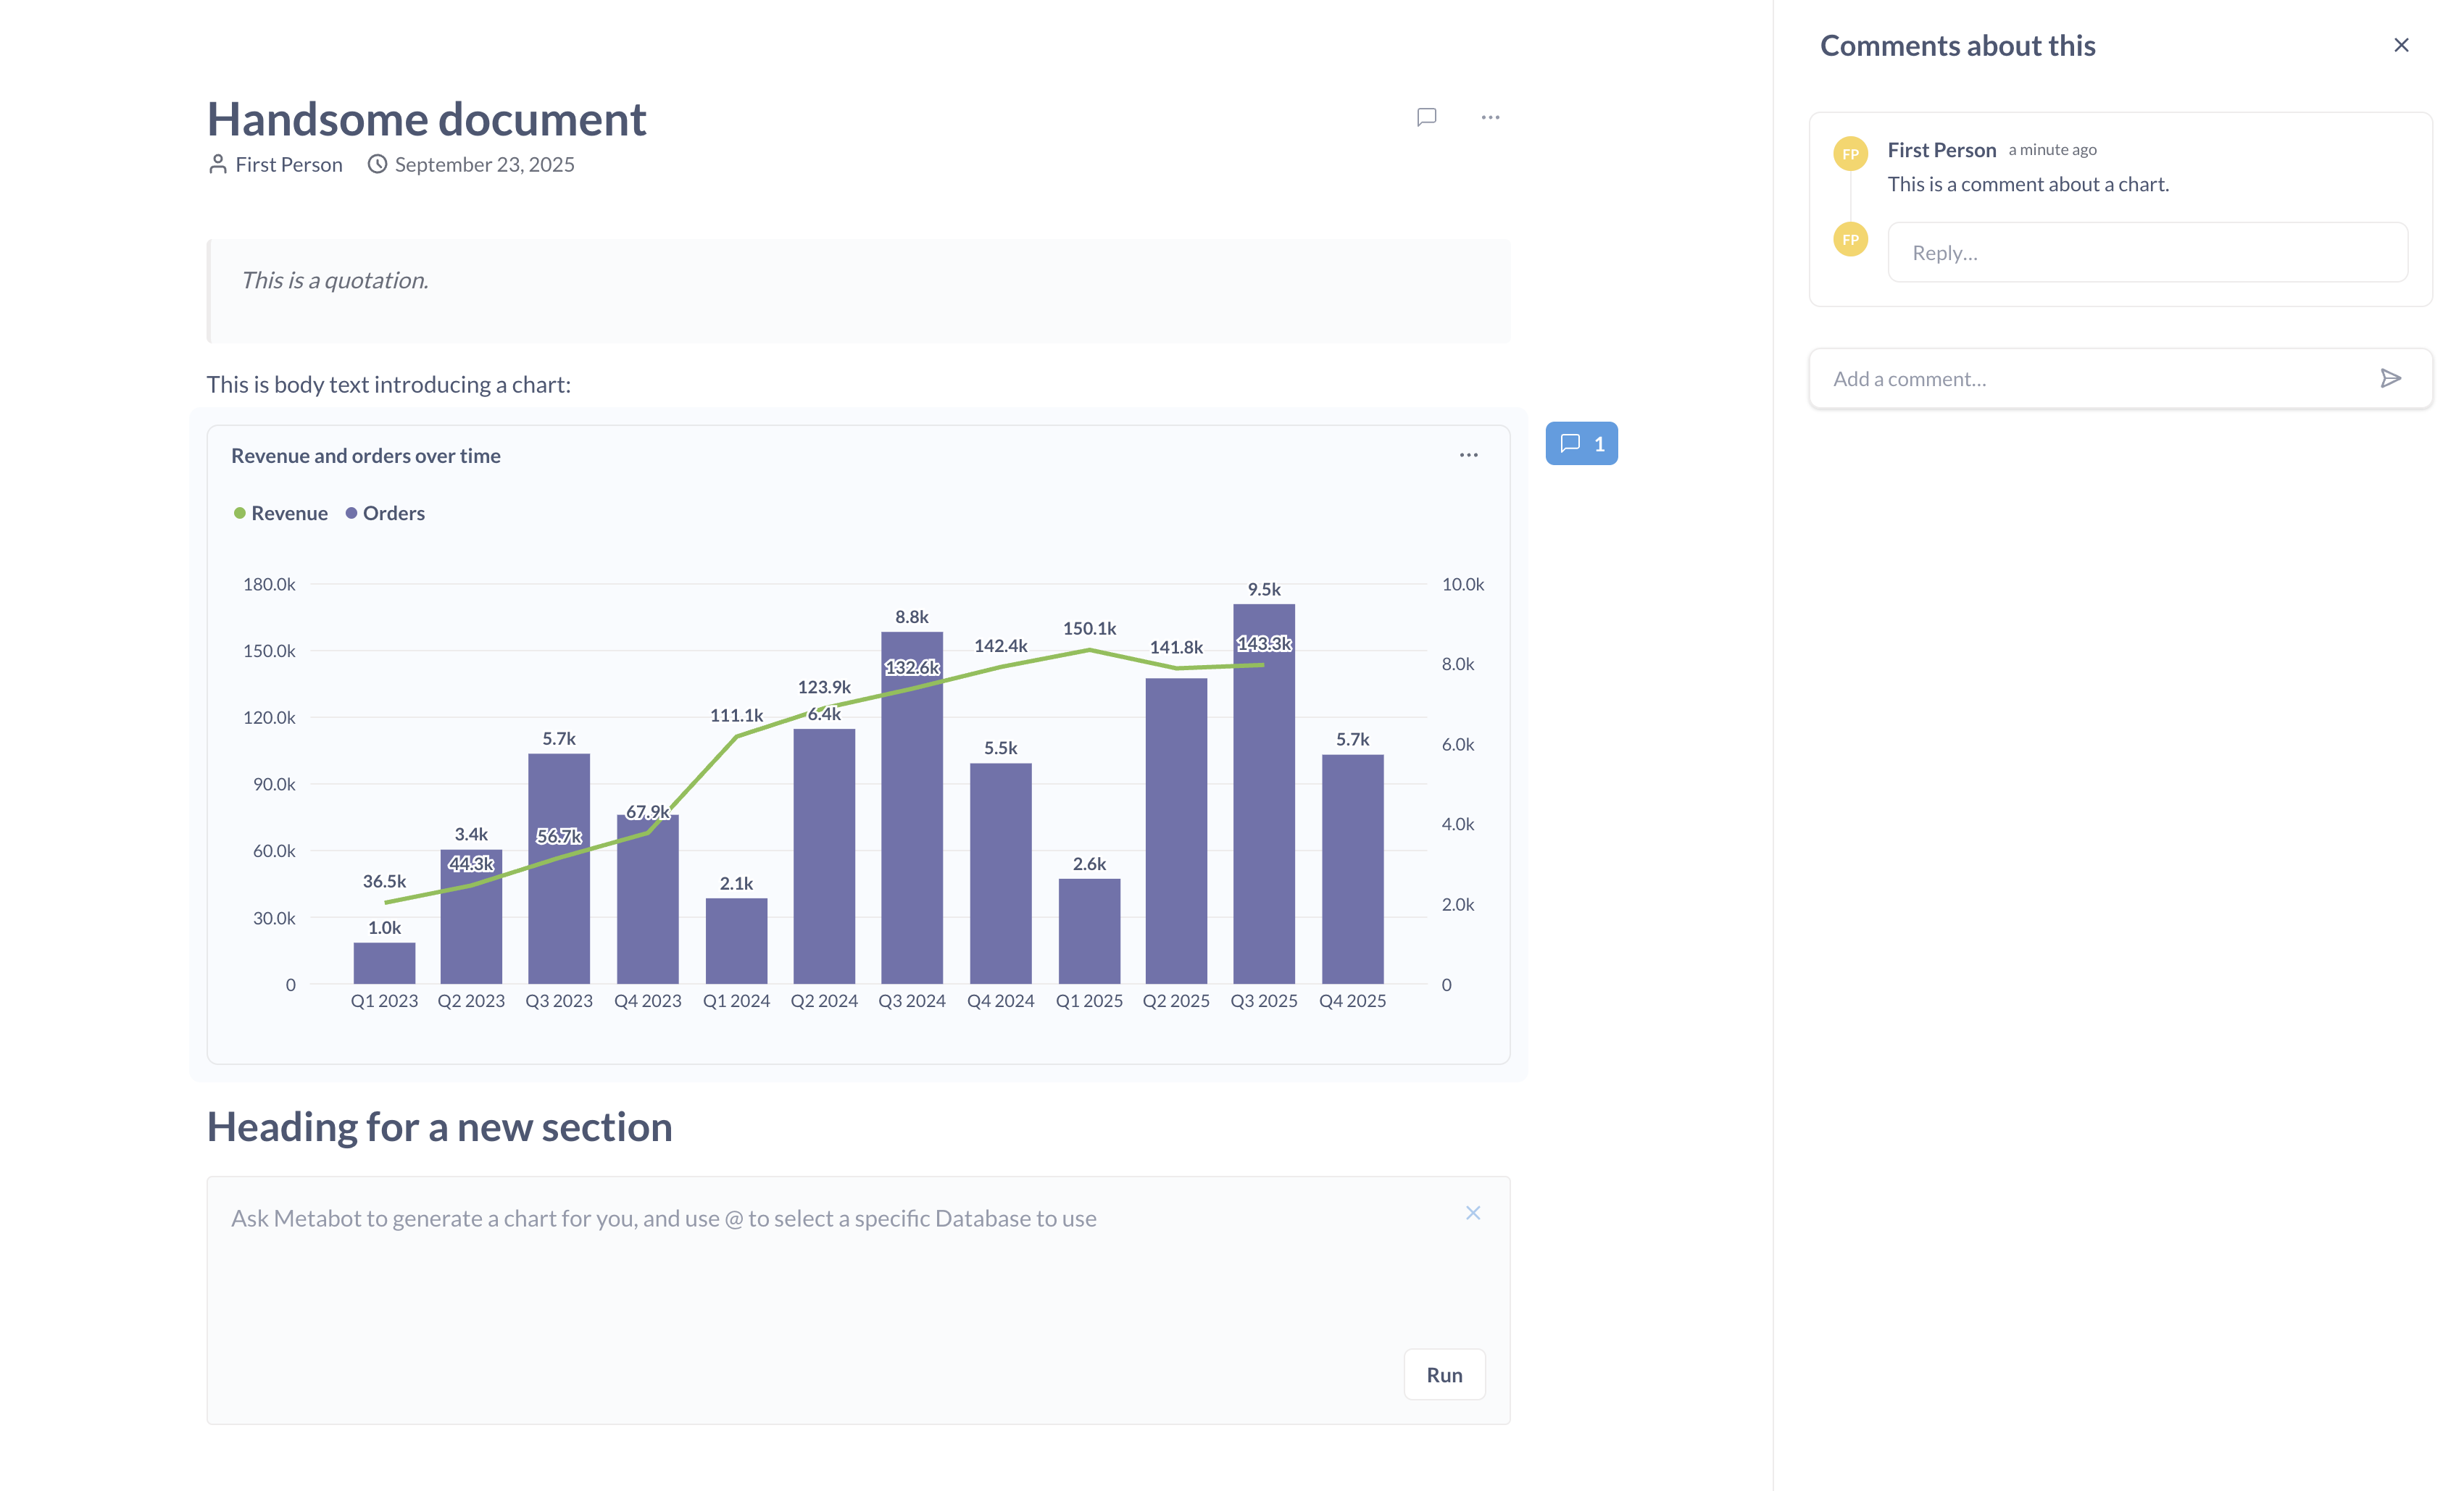 Handsome document
First Person September 23, 2025
This is a quotation.
This is body text introducing a chart:
Revenue and orders over time
1
Revenue Orders
180.0k
150.0k
120.0k
90.0k
60.0k
30.0k
0
10.0k
8.0k
6.0k
4.0k
2.0k
0
36.5k
44.3k
56.7k
67.9k
111.1k
123.9k
132.6k
142.4k
150.1k
141.8k
143.3k
1.0k
3.4k
5.7k
2.1k
6.4k
8.8k
5.5k
2.6k
9.5k
5.7k
Q1 2023 Q2 2023 Q3 2023 Q4 2023 Q1 2024 Q2 2024 Q3 2024 Q4 2024 Q1 2025 Q2 2025 Q3 2025 Q4 2025
Heading for a new section
Ask Metabot to generate a chart for you, and use @ to select a specific Database to use
Run
Comments about this
FP First Person a minute ago
This is a comment about a chart.
FP Reply...
Add a comment...